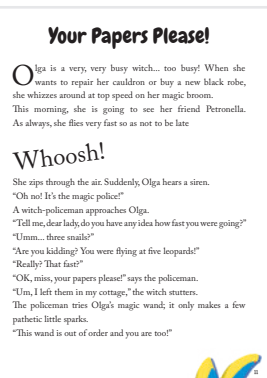 Your Papers Please!
Olga is a very, very busy witch... too busy! When she
wants to repair her cauldron or buy a new black robe,
she whizzes around at top speed on her magic broom.
This morning, she is going to see her friend Petronella.
As always, she flies very fast so as not to be late
Whoosh!
She zips through the air. Suddenly, Olga hears a siren.
“Oh no! It’s the magic police!”
A witch-policeman approaches Olga.
“Tell me, dear lady, do you have any idea how fast you were going?”
“Umm... three snails?”
“Are you kidding? You were flying at five leopards!”
“Really? That fast?”
“OK, miss, your papers please!” says the policeman.
“Um, I left them in my cottage,” the witch stutters.
The policeman tries Olga’s magic wand; it only makes a few
pathetic little sparks.
“This wand is out of order and you are too!”